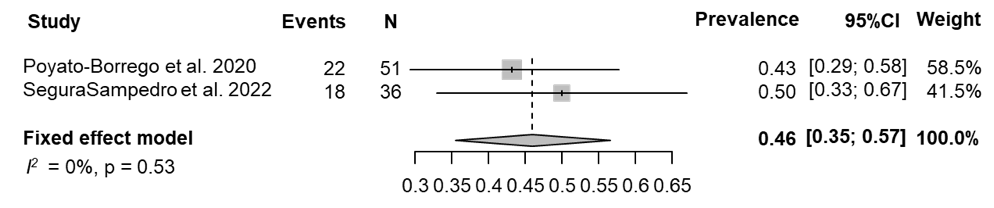 Study Events N Prevalence 95%CI Weight
Poyato-Borrego et al. 2020 22 51 0.43 [0.29; 0.58] 58.5%
SeguraSampedro et al. 2022 18 36 0.50 [0.33; 0.67] 41.5%
Fixed effect model 0.46 [0.35; 0.57] 100.0%
I² = 0%, p = 0.53
0.3 0.35 0.4 0.45 0.5 0.55 0.6 0.65